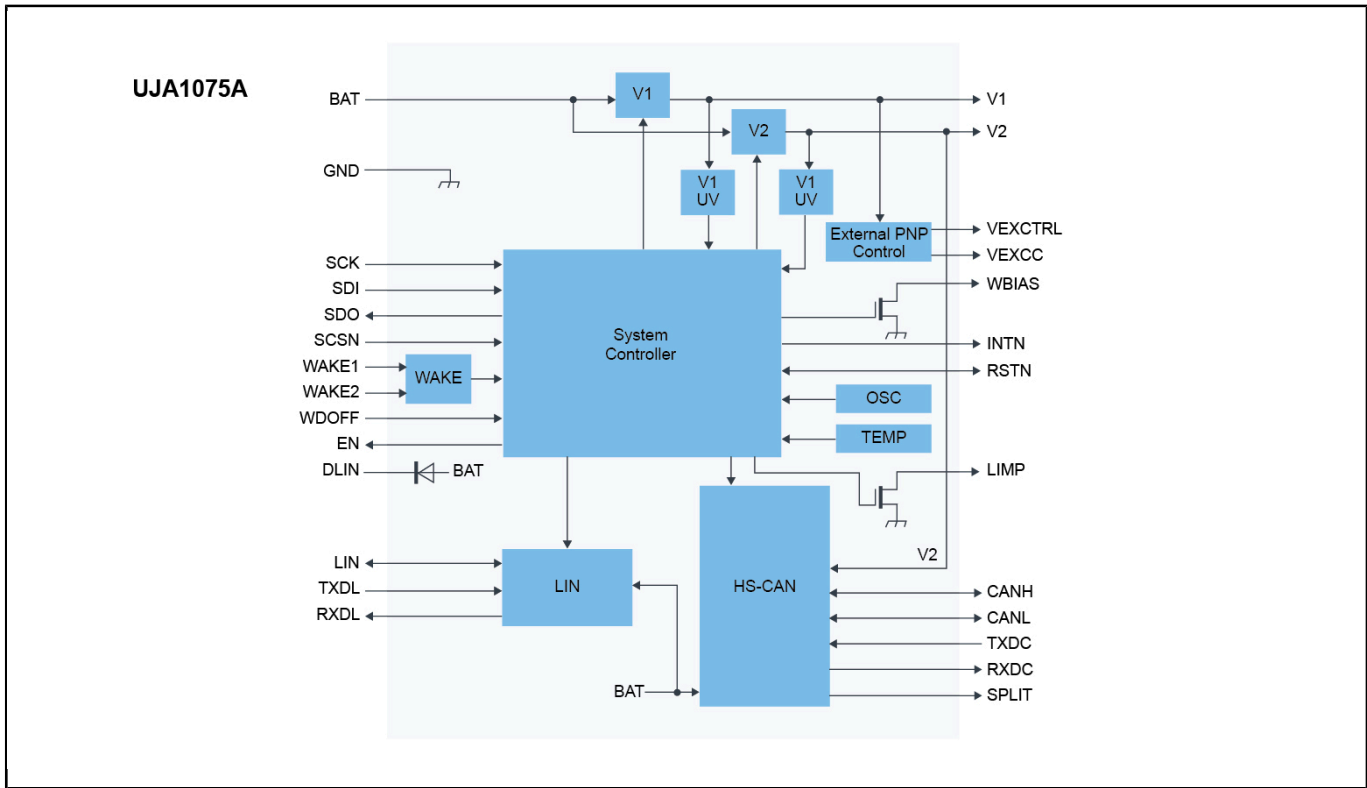 UJA1075A
BAT
V1
V1
V2
V2
GND
V1
UV
V1
UV
External PNP
Control
VEXCTRL
VEXCC
SCK
SDI
SDO
SCSN
WAKE1
WAKE2
WAKE
WDOFF
EN
DLIN
BAT
System
Controller
WBIAS
INTN
RSTN
OSC
TEMP
LIMP
V2
LIN
TXDL
RXDL
LIN
BAT
HS-CAN
CANH
CANL
TXDC
RXDC
SPLIT